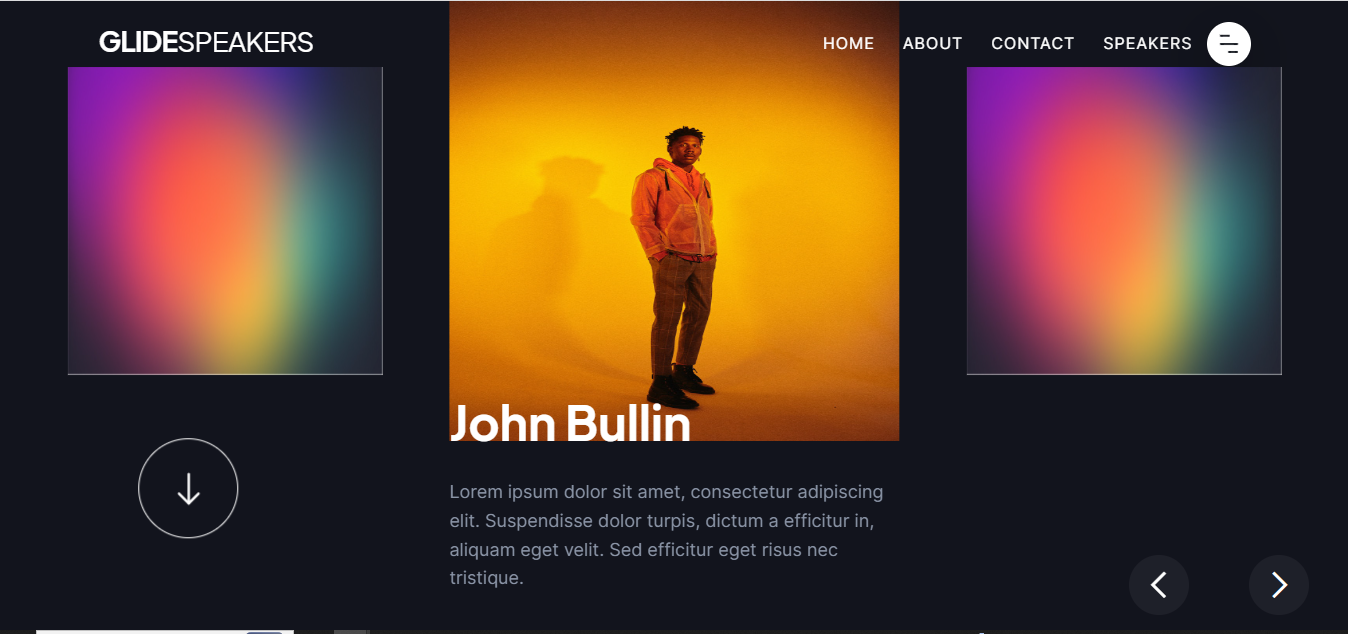 GLIDESPEAKERS
HOME ABOUT CONTACT SPEAKERS
John Bullin
Lorem ipsum dolor sit amet, consectetur adipiscing
elit. Suspendisse dolor turpis, dictum a efficitur in,
aliquam eget velit. Sed efficitur eget risus nec
tristique.